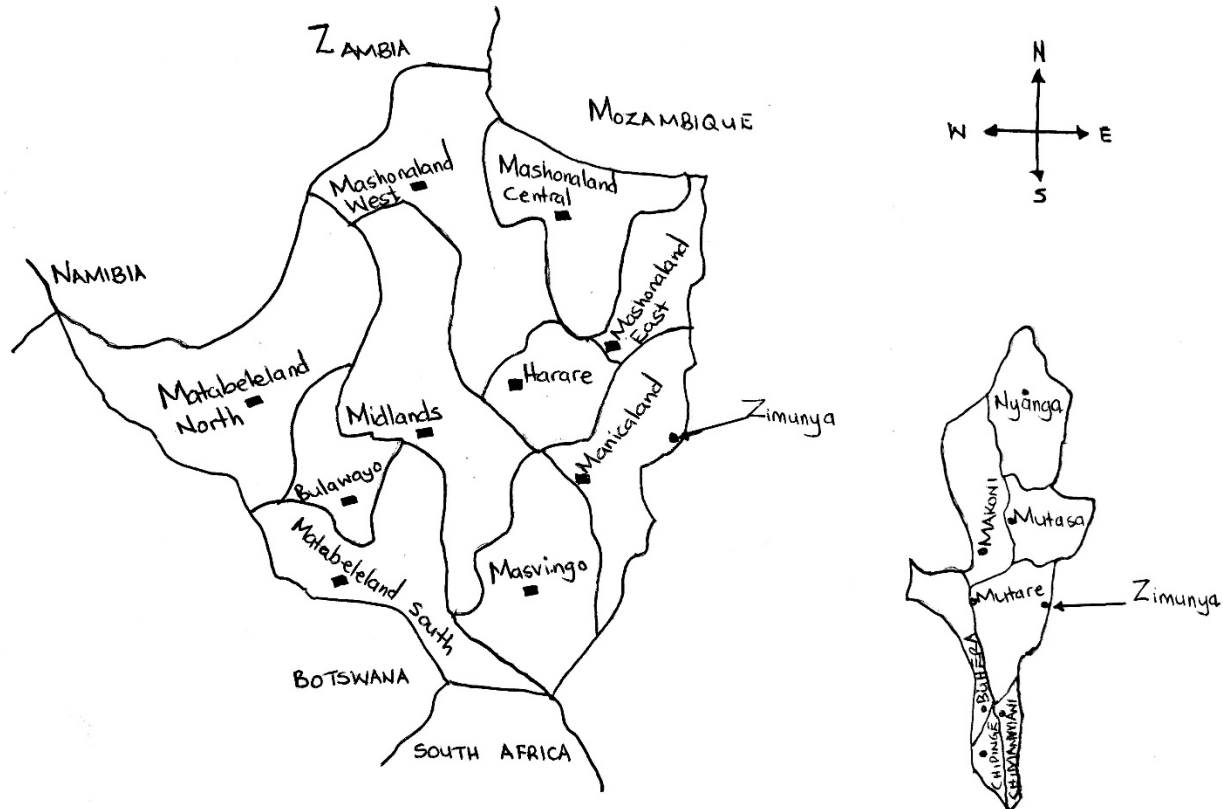 ZAMBIA
MOZAMBIQUE
N
W E
S
Mashonaland
West
Mashonaland
Central
NAMIBIA
Mashonaland
East
Harare
Matabeleland
North
Midlands
Manicaland
Zimunya
Bulawayo
Matabeleland South
Masvingo
BOTSWANA
SOUTH AFRICA
Nyanga
MAKONI
Mutasa
Mutare
Zimunya
BUHERA
CHIDINGE
CHIMANIMANI